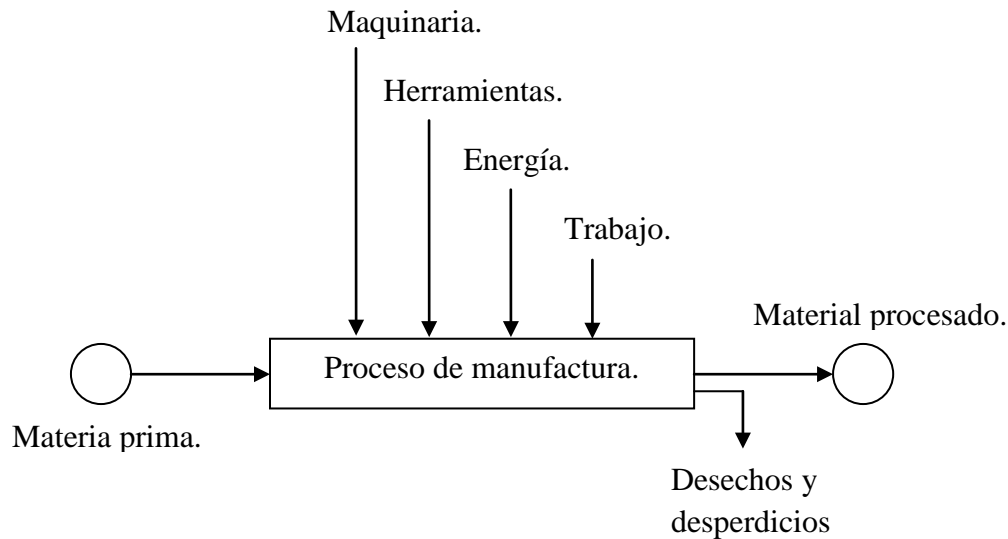 Maquinaria.
Herramientas.
Energía.
Trabajo.
Material procesado.
Proceso de manufactura.
Materia prima.
Desechos y
desperdicios